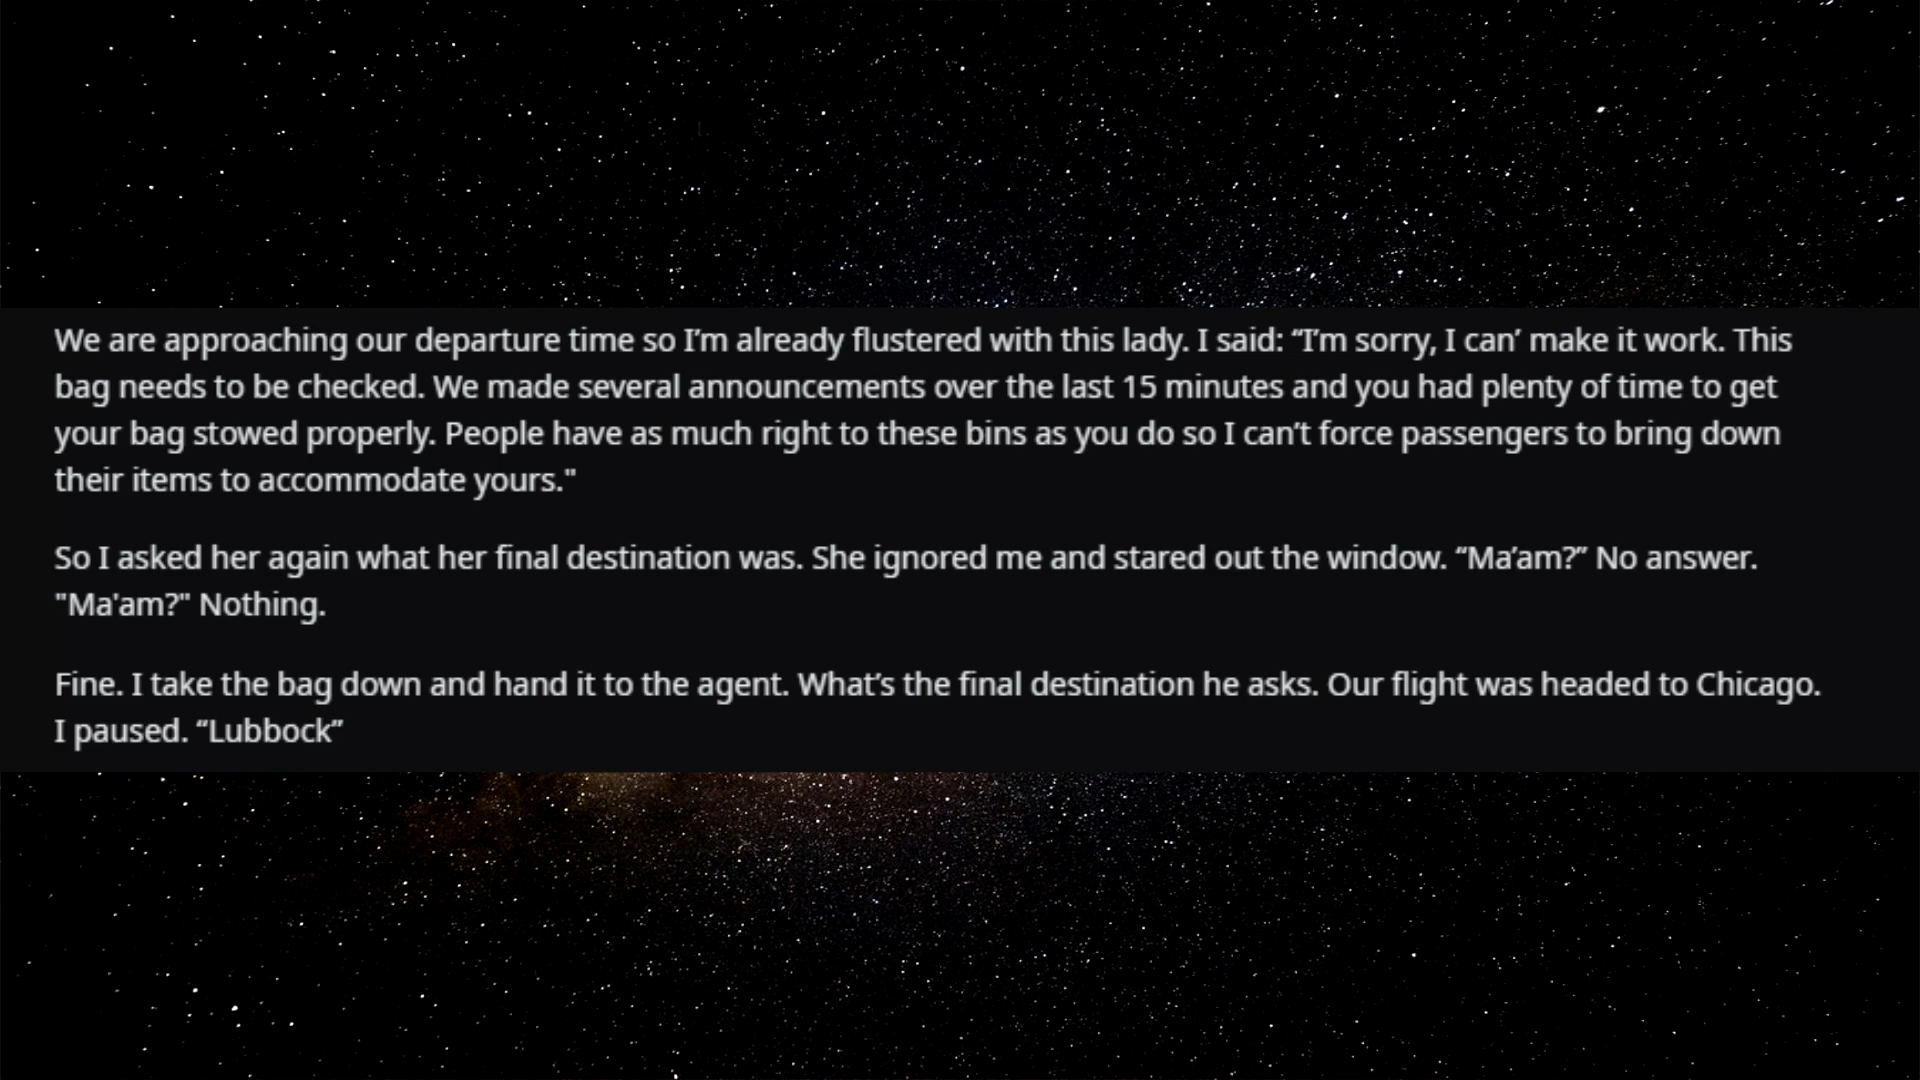 We are approaching our departure time so I’m already flustered with this lady. I said: “I’m sorry, I can’ make it work. This
bag needs to be checked. We made several announcements over the last 15 minutes and you had plenty of time to get
your bag stowed properly. People have as much right to these bins as you do so I can’t force passengers to bring down
their items to accommodate yours."
So I asked her again what her final destination was. She ignored me and stared out the window. “Ma’am?” No answer.
"Ma'am?" Nothing.
Fine. I take the bag down and hand it to the agent. What’s the final destination he asks. Our flight was headed to Chicago.
I paused. “Lubbock”